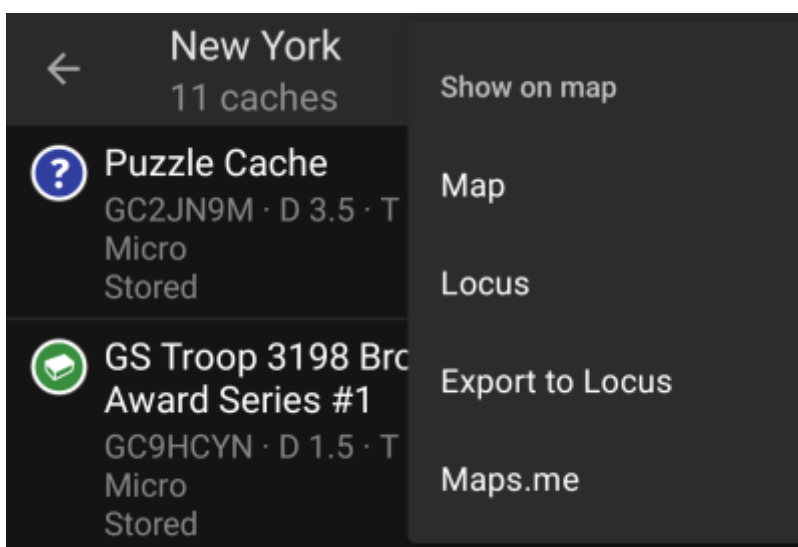 New York
11 caches
Puzzle Cache
GC2JN9M · D 3.5 · T
Micro
Stored
GS Troop 3198 Bro
Award Series #1
GC9HCYN · D 1.5 · T
Micro
Stored
Show on map
Map
Locus
Export to Locus
Maps.me